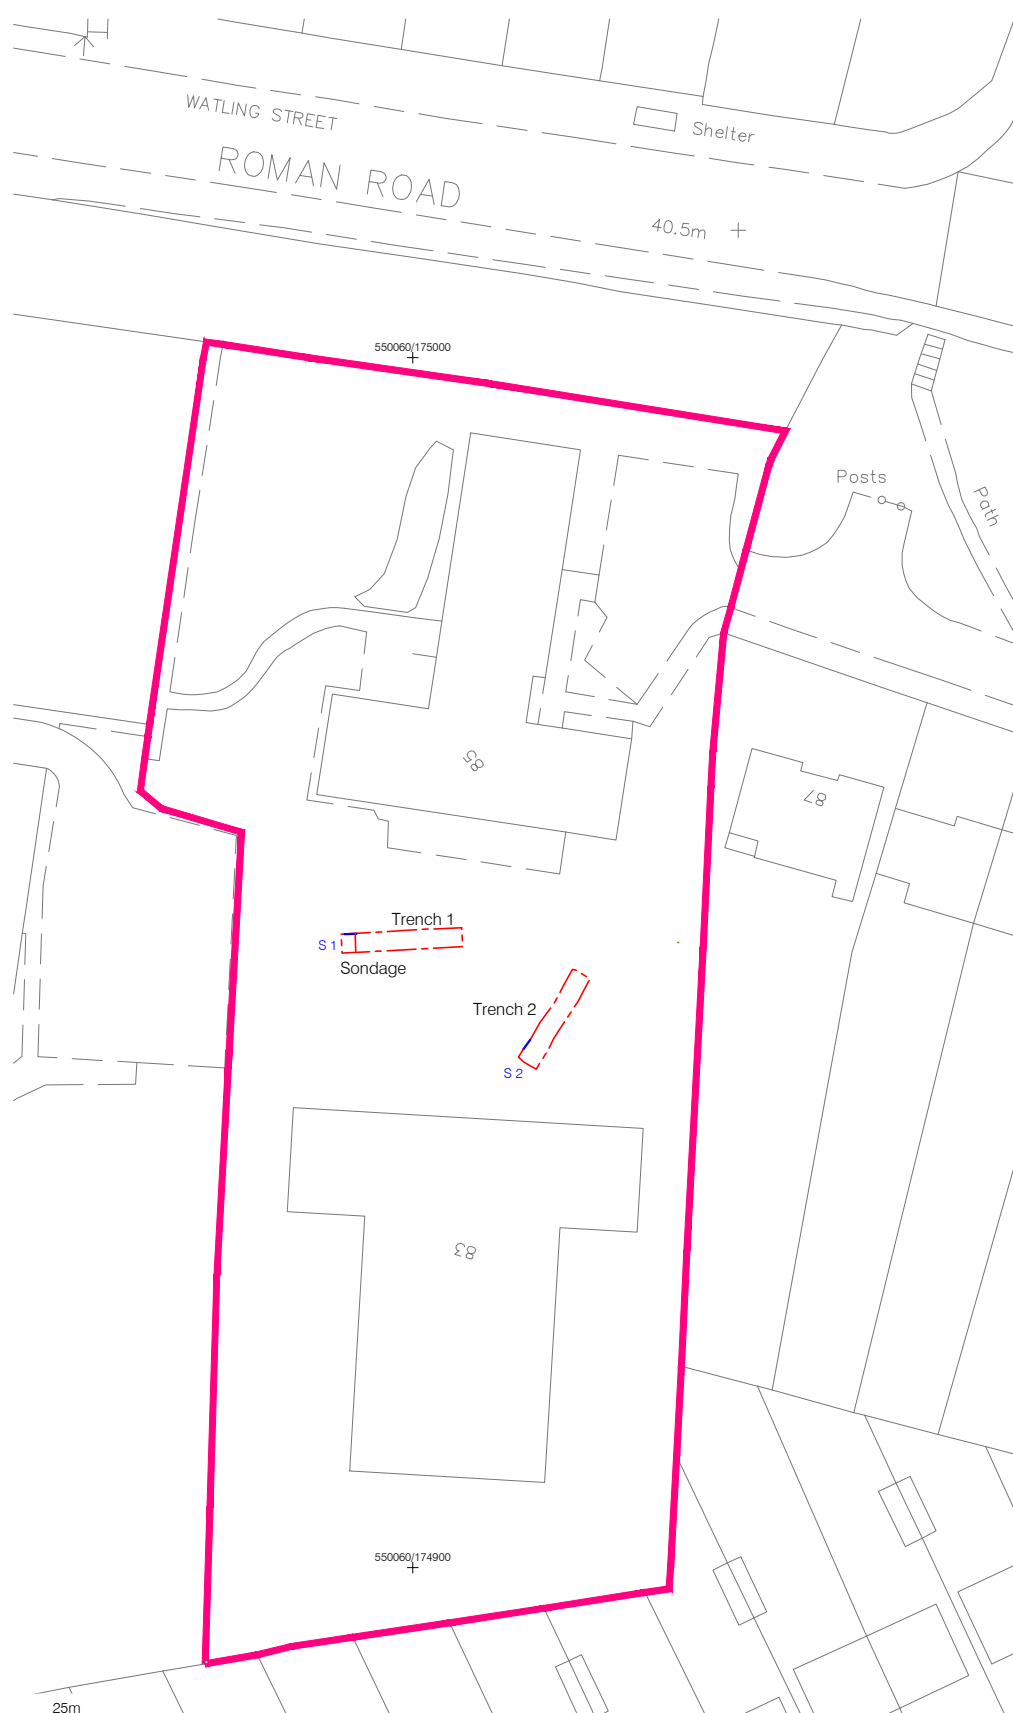 WATLING STREET
Shelter
ROMAN ROAD
40.5m
550060/175000
Posts
Path
85
87
Trench 1
S 1
Sondage
Trench 2
S 2
83
550060/174900
25m